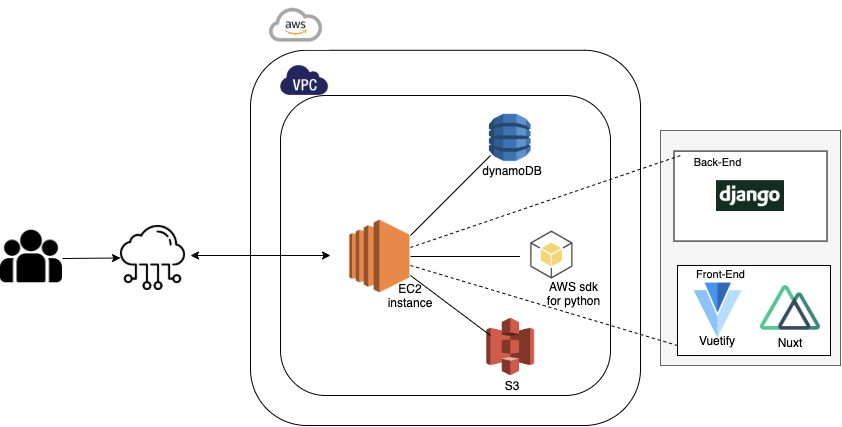 aws
VPC
dynamoDB
Back-End
django
EC2
instance
AWS sdk
for python
Front-End
Vuetify
Nuxt
S3